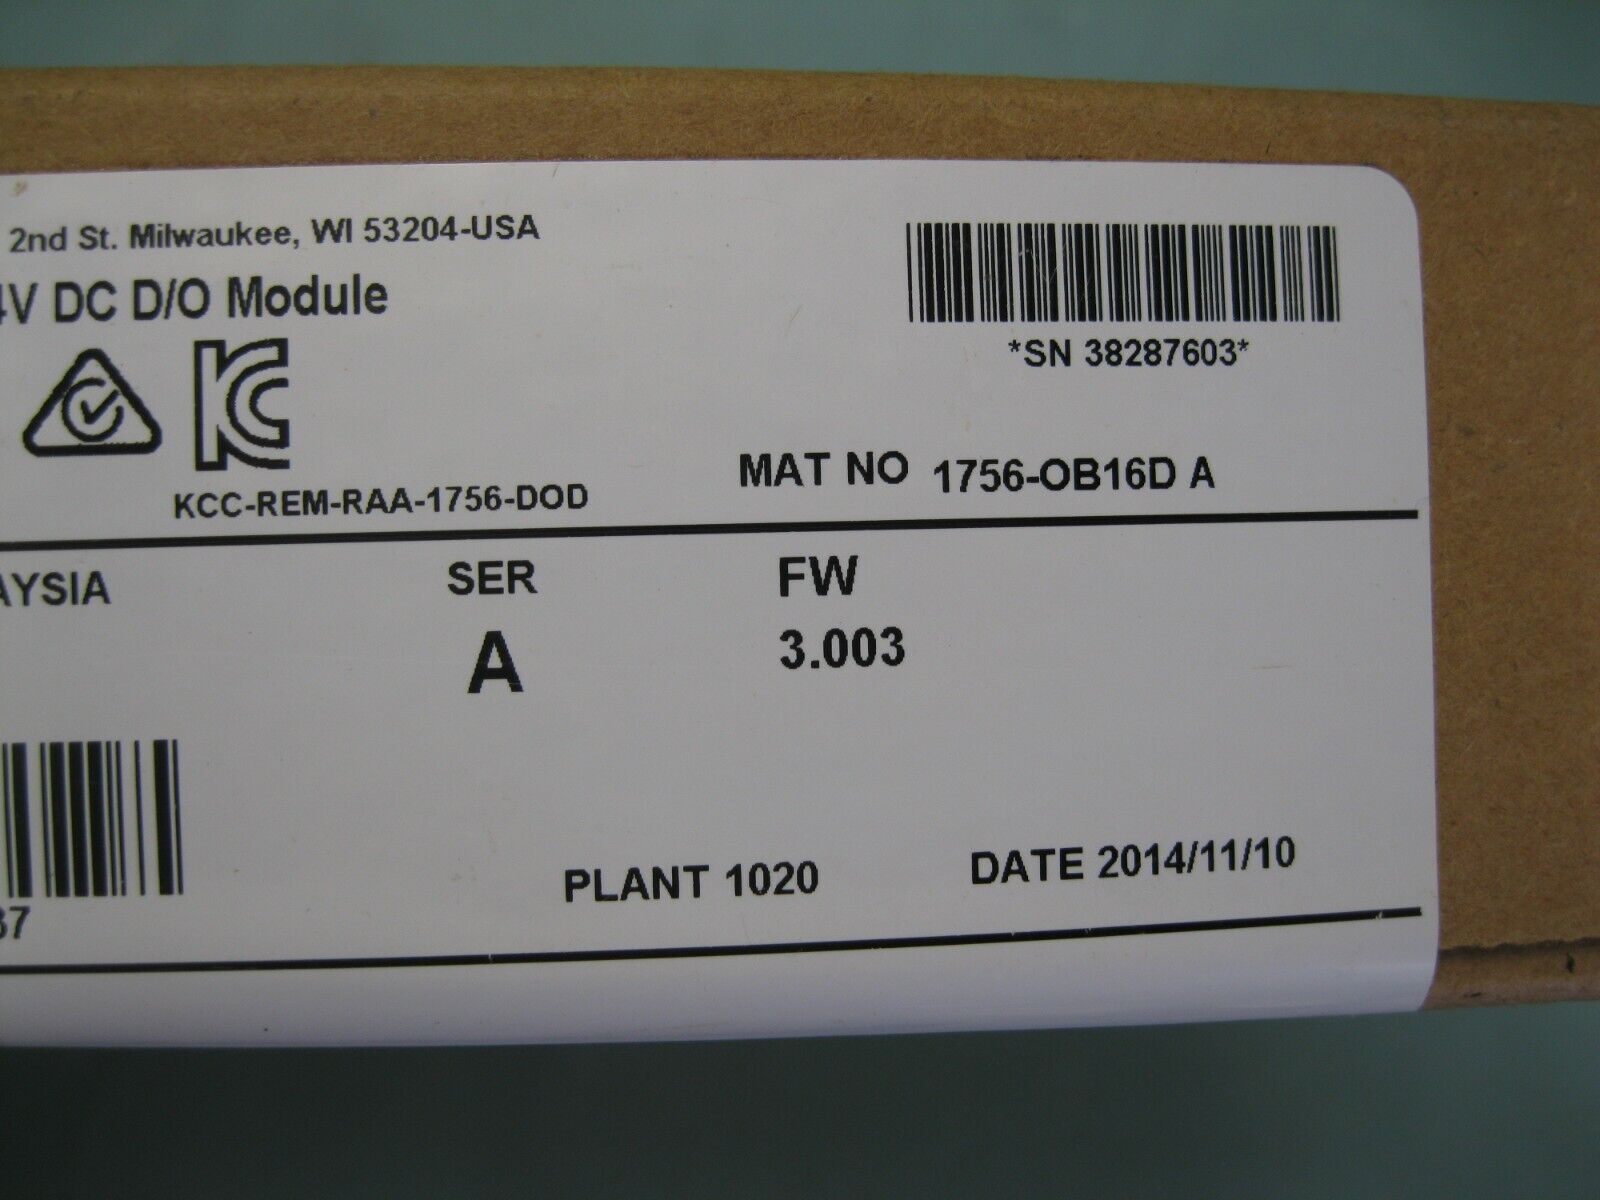 2nd St. Milwaukee, WI 53204-USA
4V DC D/O Module
*SN 38287603*
KC
MAT NO 1756-OB16D A
KCC-REM-RAA-1756-DOD
AYSIA
SER
FW
A
3.003
PLANT 1020
DATE 2014/11/10
37